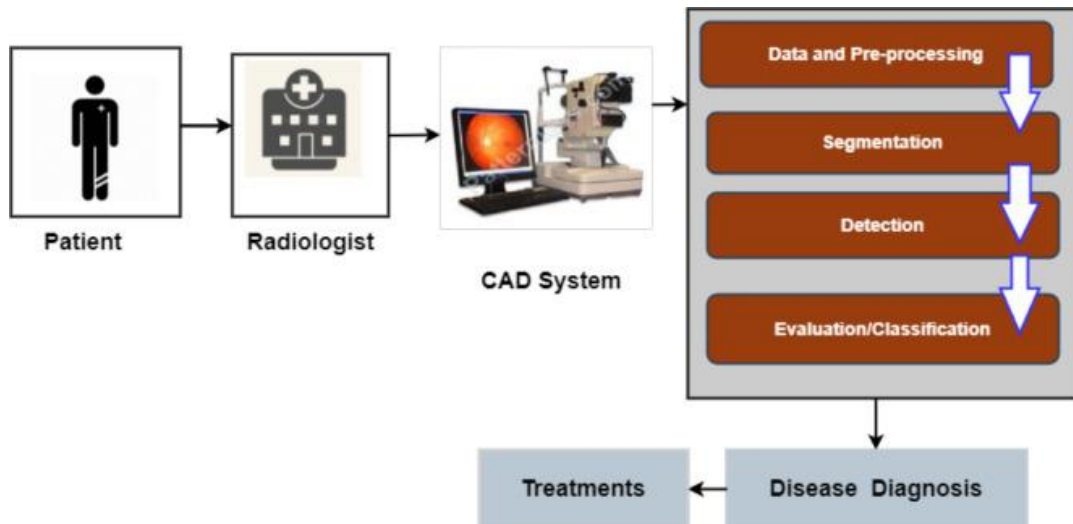 Patient
Radiologist
CAD System
Data and Pre-processing
Segmentation
Detection
Evaluation/Classification
Treatments
Disease Diagnosis